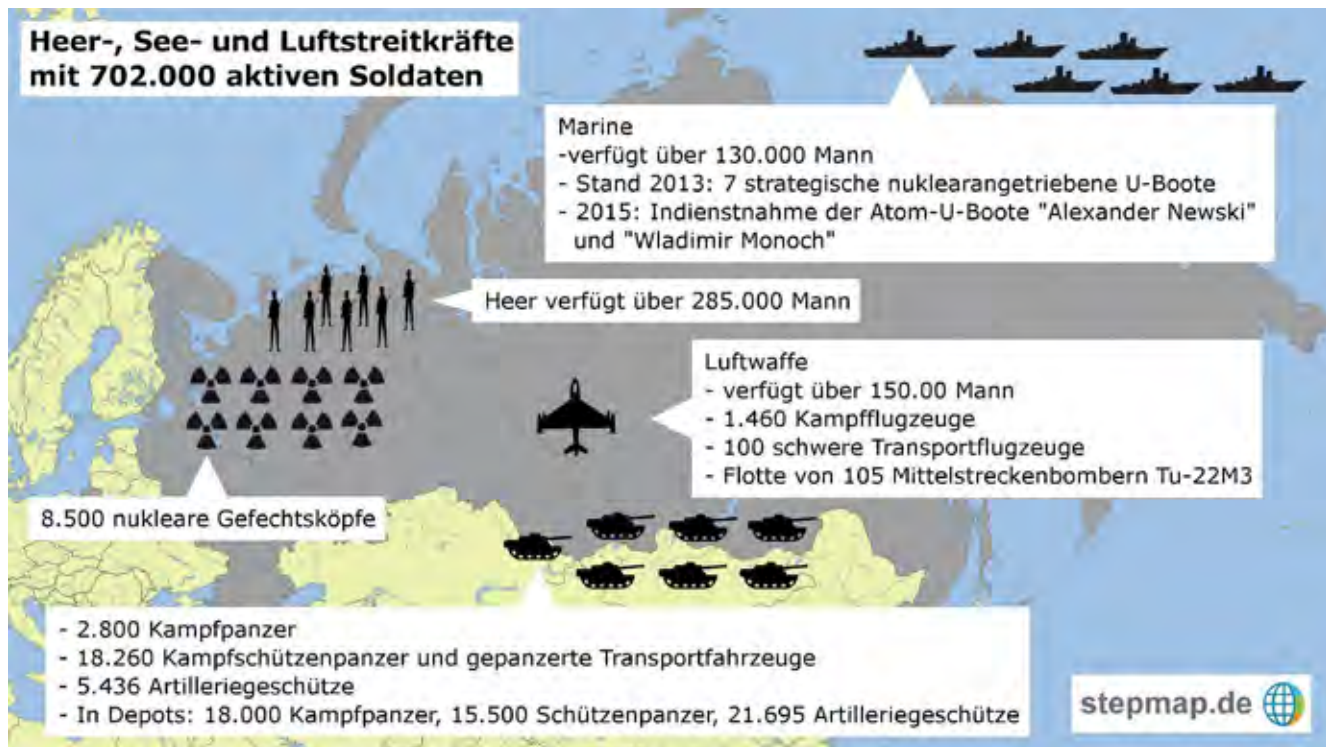 Heer-, See- und Luftstreitkräfte
mit 702.000 aktiven Soldaten
Marine
-verfügt über 130.000 Mann
- Stand 2013: 7 strategische nuklearangetriebene U-Boote
- 2015: Indienstnahme der Atom-U-Boote "Alexander Newski"
und "Wladimir Monoch"
Heer verfügt über 285.000 Mann
Luftwaffe
- verfügt über 150.00 Mann
- 1.460 Kampfflugzeuge
- 100 schwere Transportflugzeuge
- Flotte von 105 Mittelstreckenbombern Tu-22M3
8.500 nukleare Gefechtsköpfe
- 2.800 Kampfpanzer
- 18.260 Kampfschützenpanzer und gepanzerte Transportfahrzeuge
- 5.436 Artilleriegeschütze
- In Depots: 18.000 Kampfpanzer, 15.500 Schützenpanzer, 21.695 Artilleriegeschütze
stepmap.de